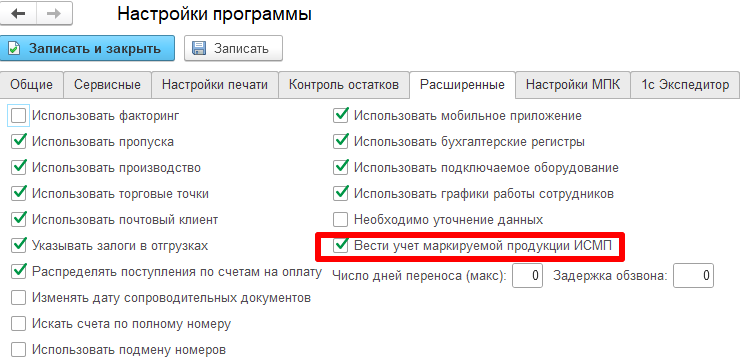 Настройки программы
Записать и закрыть Записать
Общие Сервисные Настройки печати Контроль остатков Расширенные Настройки МПК 1с Экспедитор
Использовать факторинг Использовать мобильное приложение
Использовать пропуска Использовать бухгалтерские регистры
Использовать производство Использовать подключаемое оборудование
Использовать торговые точки Использовать графики работы сотрудников
Использовать почтовый клиент Необходимо уточнение данных
Указывать залоги в отгрузках Вести учет маркируемой продукции ИСМП
Распределять поступления по счетам на оплату Число дней переноса (макс): 0 Задержка обзвона: 0
Изменять дату сопроводительных документов
Искать счета по полному номеру
Использовать подмену номеров